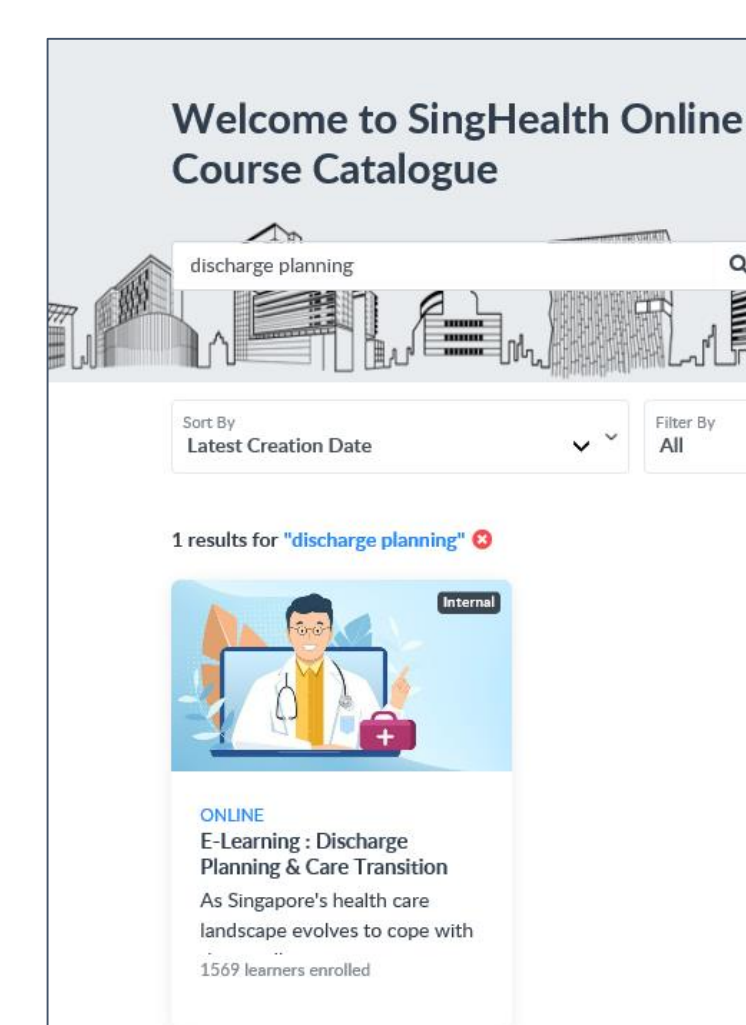 Welcome to SingHealth Online
Course Catalogue
discharge planning
Sort By
Latest Creation Date
Filter By
All
1 results for "discharge planning"
Internal
ONLINE
E-Learning : Discharge
Planning & Care Transition
As Singapore's health care
landscape evolves to cope with
1569 learners enrolled